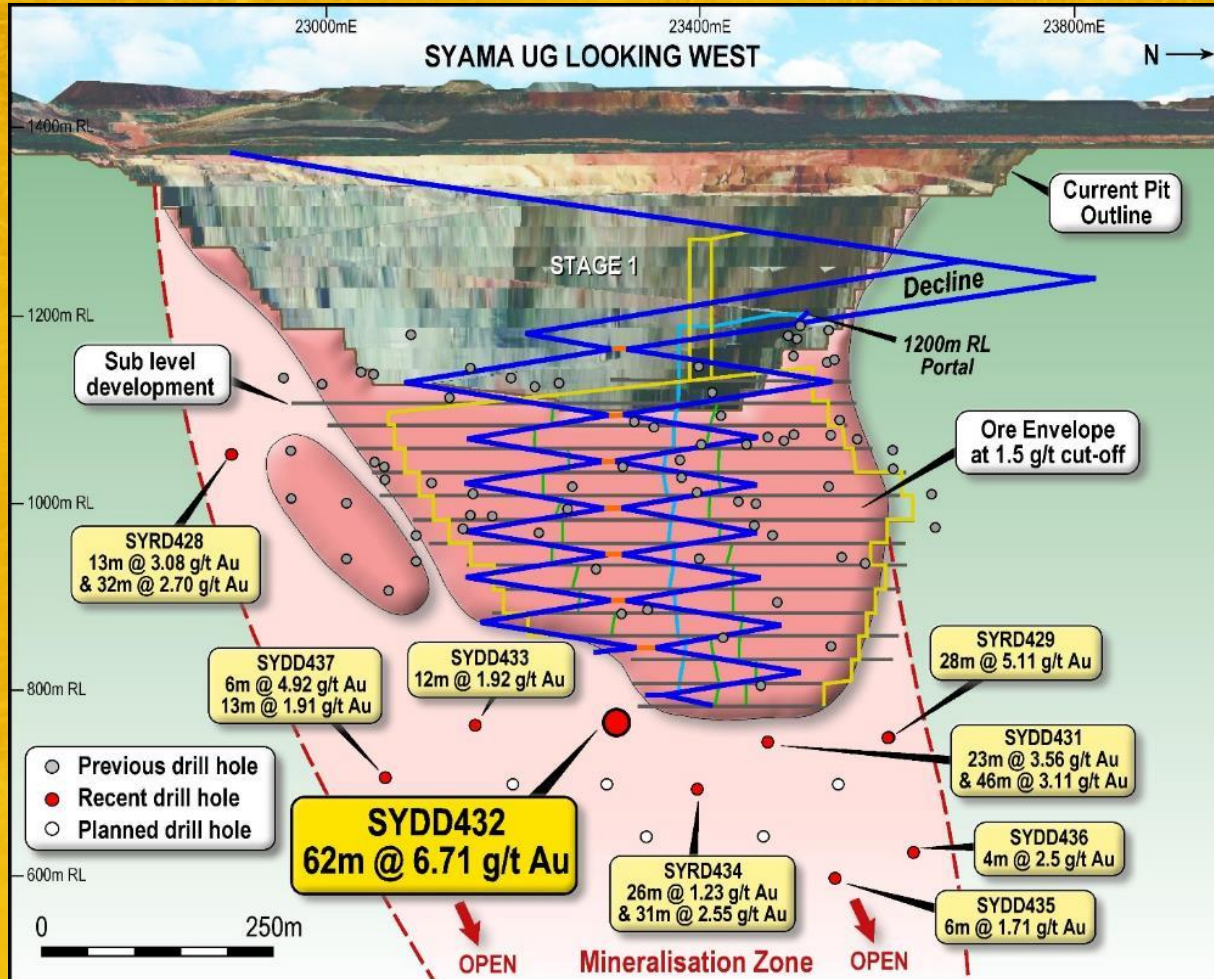 23000mE
23400mE
23800mE
SYAMA UG LOOKING WEST
N
1400m RL
Current Pit
Outline
STAGE 1
Decline
1200m RL
1200m RL
Portal
Sub level
development
Ore Envelope
at 1.5 g/t cut-off
1000m RL
SYRD428
13m @ 3.08 g/t Au
& 32m @ 2.70 g/t Au
SYDD437
6m @ 4.92 g/t Au
13m @ 1.91 g/t Au
SYDD433
12m @ 1.92 g/t Au
SYRD429
28m @ 5.11 g/t Au
800m RL
SYDD431
23m @ 3.56 g/t Au
& 46m @ 3.11 g/t Au
Previous drill hole
Recent drill hole
Planned drill hole
SYDD432
62m @ 6.71 g/t Au
SYRD434
26m @ 1.23 g/t Au
& 31m @ 2.55 g/t Au
SYDD436
4m @ 2.5 g/t Au
600m RL
SYDD435
6m @ 1.71 g/t Au
0
250m
OPEN
Mineralisation Zone
OPEN